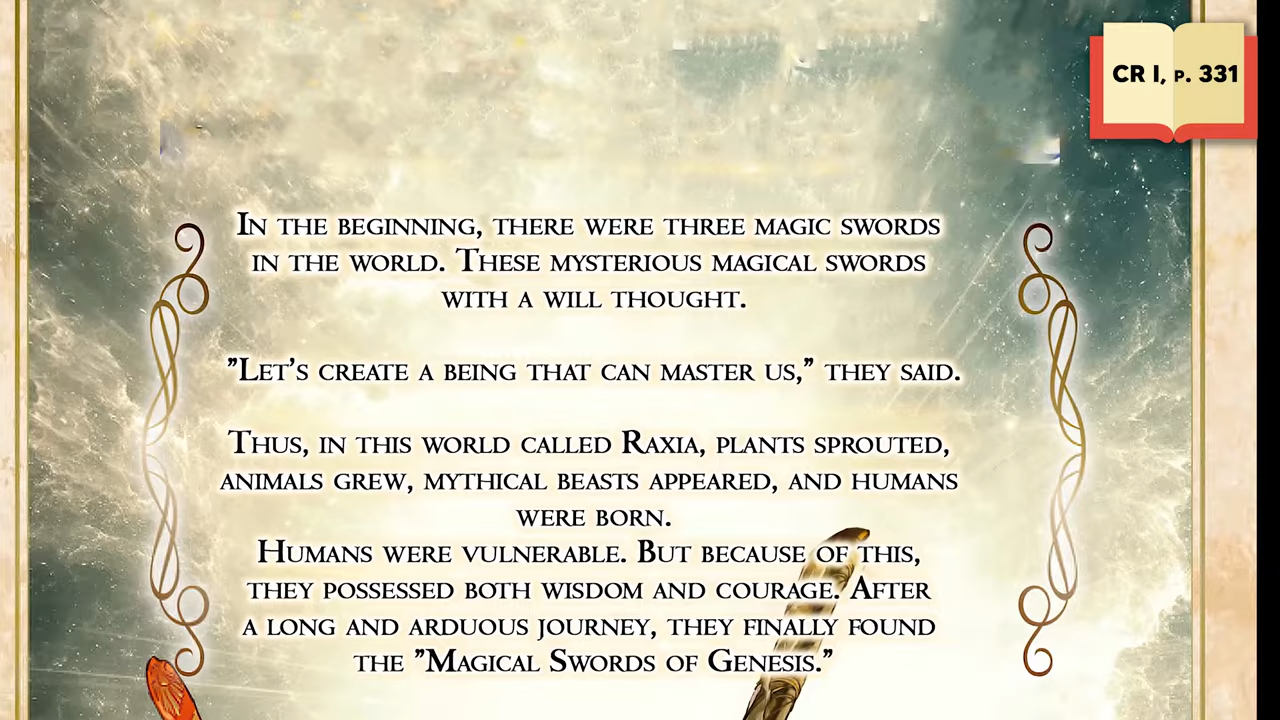 CR I, P. 331
In the beginning, there were three magic swords
in the world. These mysterious magical swords
with a will thought.
"Let's create a being that can master us," they said.
Thus, in this world called Raxia, plants sprouted,
animals grew, mythical beasts appeared, and humans
were born.
Humans were vulnerable. But because of this,
they possessed both wisdom and courage. After
a long and arduous journey, they finally found
the "Magical Swords of Genesis."